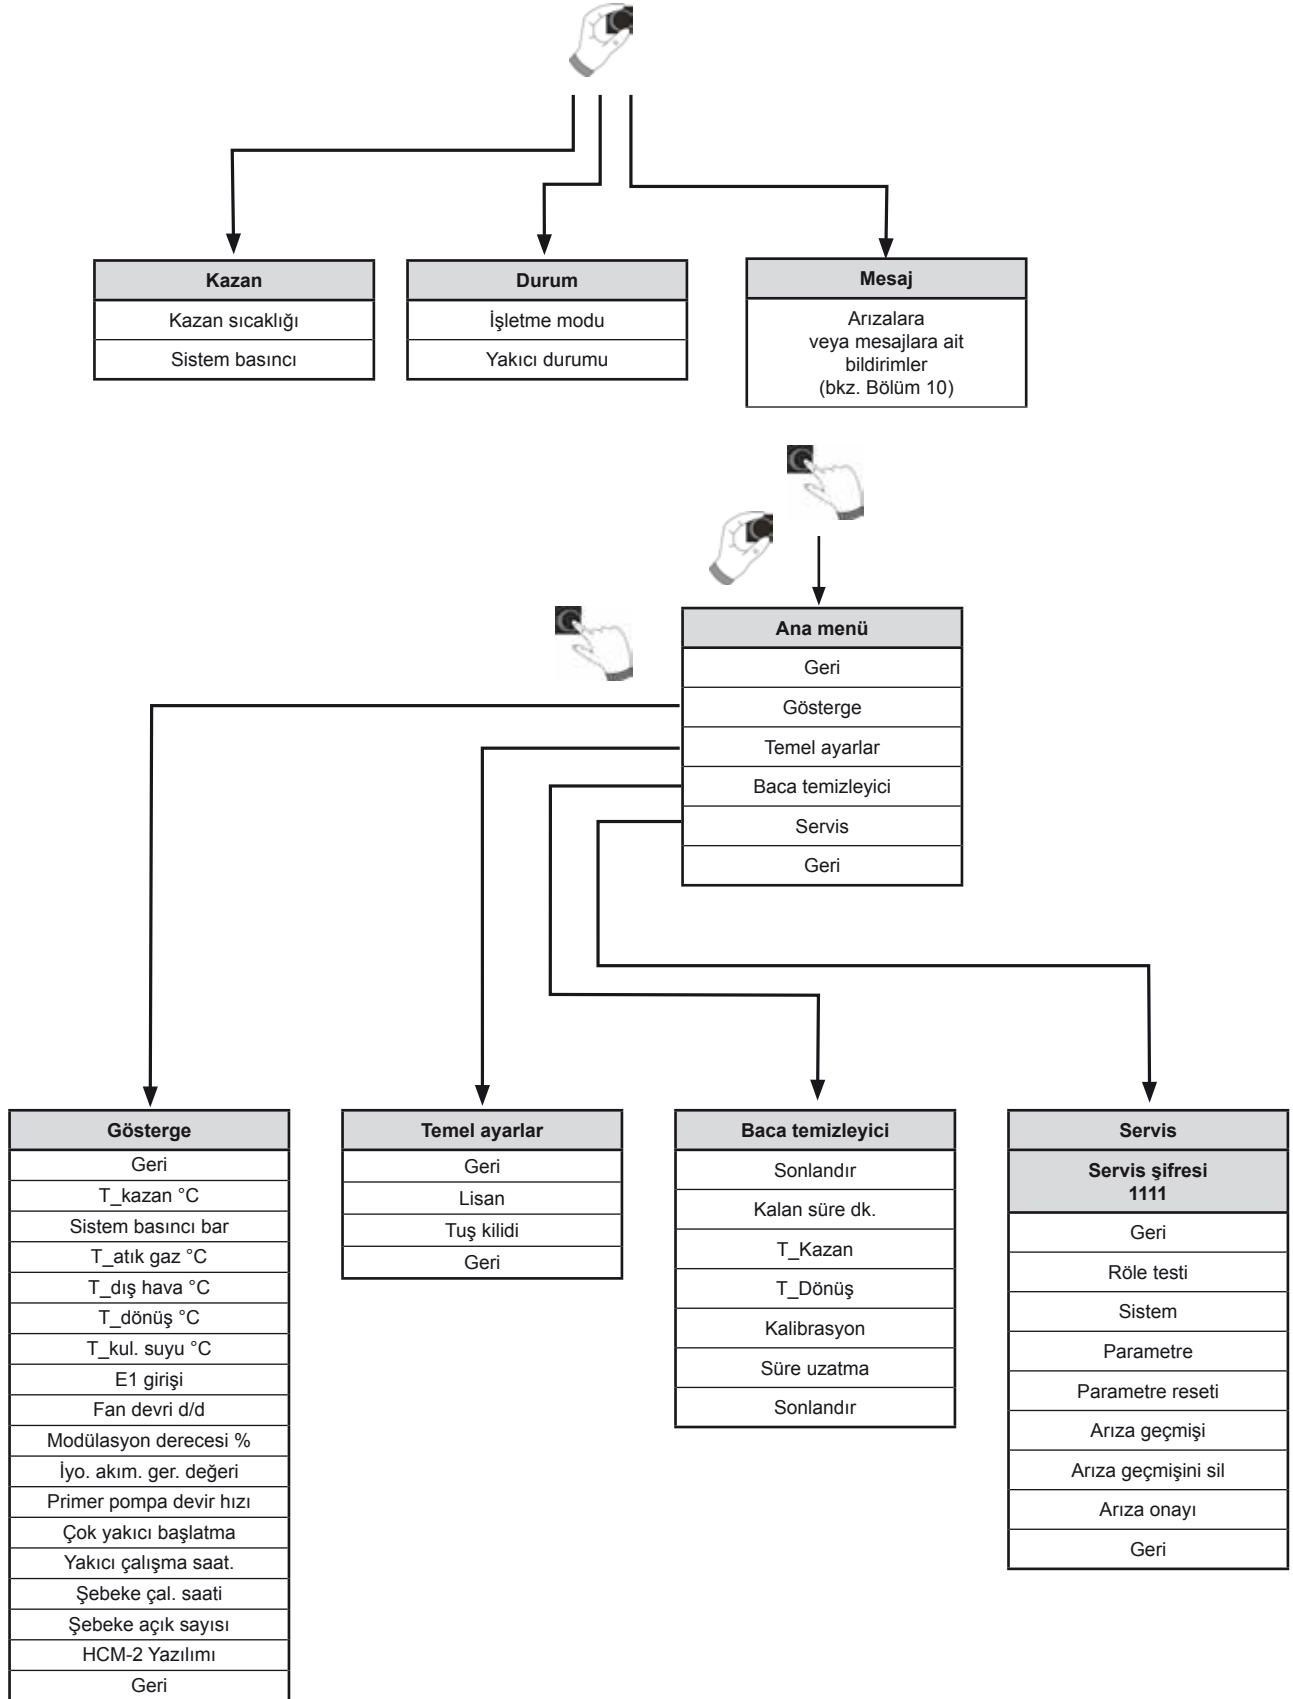 Kazan
Kazan sıcaklığı
Sistem basıncı
Durum
İşletme modu
Yakıcı durumu
Mesaj
Arızalara
veya mesajlara ait
bildirimler
(bkz. Bölüm 10)
Ana menü
Geri
Gösterge
Temel ayarlar
Baca temizleyici
Servis
Geri
Gösterge
Geri
T_kazan °C
Sistem basıncı bar
T_atık gaz °C
T_dış hava °C
T_dönüş °C
T_kul. suyu °C
E1 girişi
Fan devri d/d
Modülasyon derecesi %
İyo. akım. ger. değeri
Primer pompa devir hızı
Çok yakıcı başlatma
Yakıcı çalışma saat.
Şebeke çal. saati
Şebeke açık sayısı
HCM-2 Yazılımı
Geri
Temel ayarlar
Geri
Lisan
Tuş kilidi
Geri
Baca temizleyici
Sonlandır
Kalan süre dk.
T_Kazan
T_Dönüş
Kalibrasyon
Süre uzatma
Sonlandır
Servis
Servis şifresi
1111
Geri
Röle testi
Sistem
Parametre
Parametre reseti
Arıza geçmişi
Arıza geçmişini sil
Arıza onayı
Geri